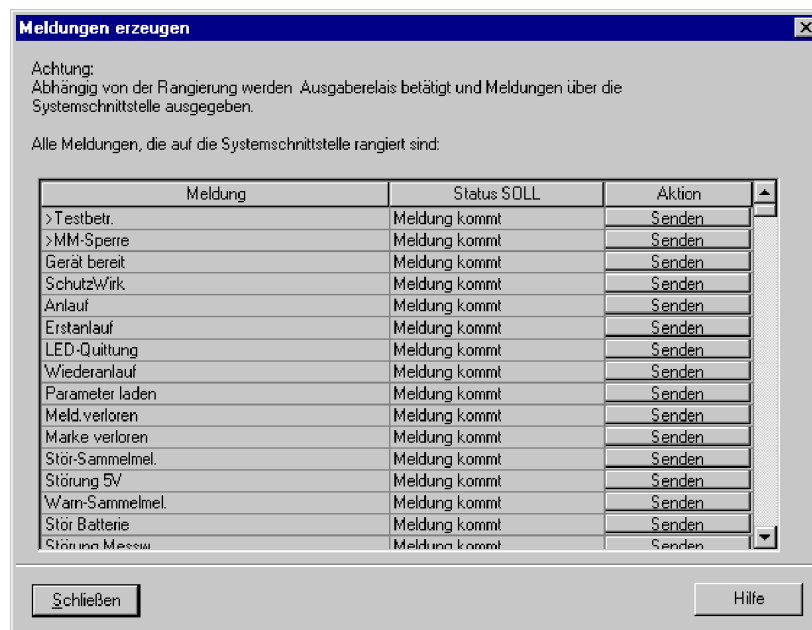 Meldungen erzeugen
Achtung:
Abhängig von der Rangierung werden Ausgaberelais betätigt und Meldungen über die
Systemschnittstelle ausgegeben.
Alle Meldungen, die auf die Systemschnittstelle rangiert sind:
Meldung Status SOLL Aktion
>Testbetr. Meldung kommt Senden
>MM-Sperre Meldung kommt Senden
Gerät bereit Meldung kommt Senden
SchutzWirk. Meldung kommt Senden
Anlauf Meldung kommt Senden
Erstanlauf Meldung kommt Senden
LED-Quittung Meldung kommt Senden
Wiederanlauf Meldung kommt Senden
Parameter laden Meldung kommt Senden
Meld.verloren Meldung kommt Senden
Marke verloren Meldung kommt Senden
Stör-Sammelmel. Meldung kommt Senden
Störung 5V Meldung kommt Senden
Warn-Sammelmel. Meldung kommt Senden
Stör Batterie Meldung kommt Senden
Störung Messw. Meldung kommt Senden
Schließen Hilfe